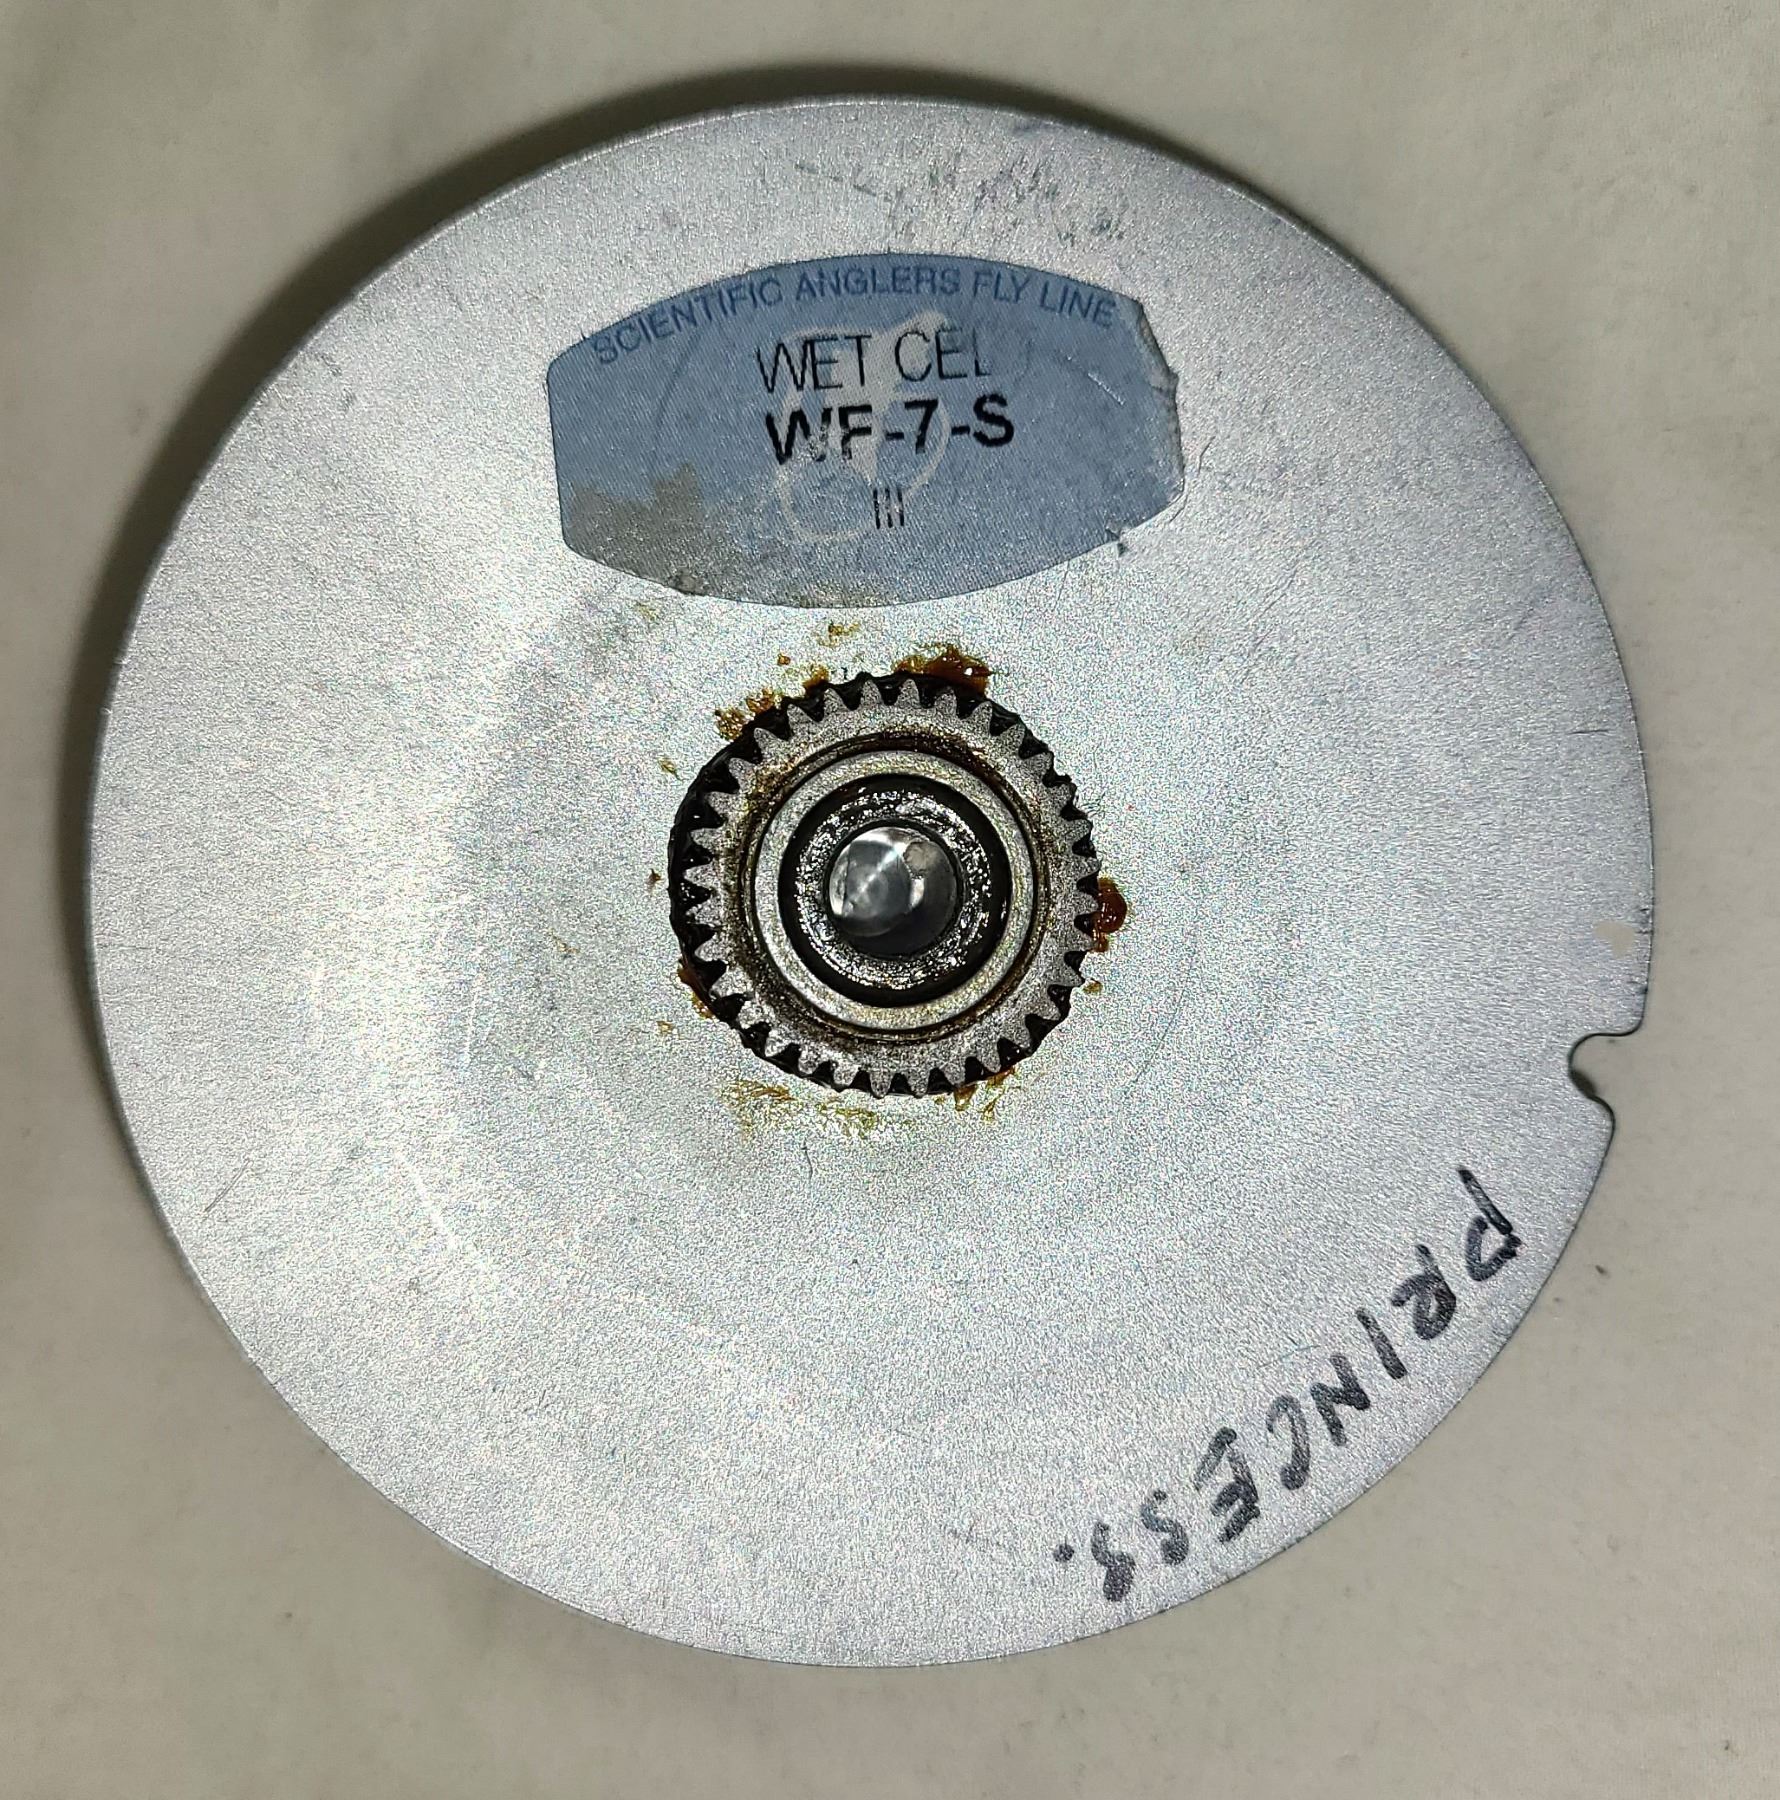 SCIENTIFIC ANGLERS FLY LINE
WET CEL
WF-7-S
III
PRINCESS.